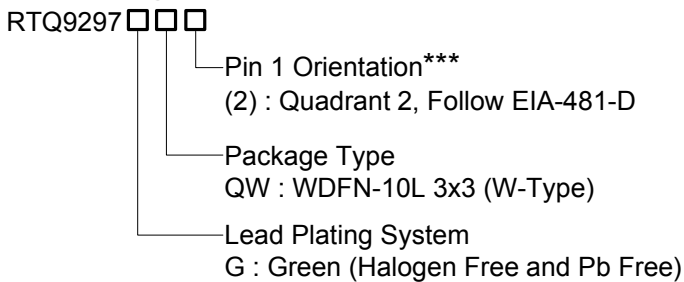 RTQ9297□□□
Pin 1 Orientation***
(2) : Quadrant 2, Follow EIA-481-D
Package Type
QW : WDFN-10L 3x3 (W-Type)
Lead Plating System
G : Green (Halogen Free and Pb Free)